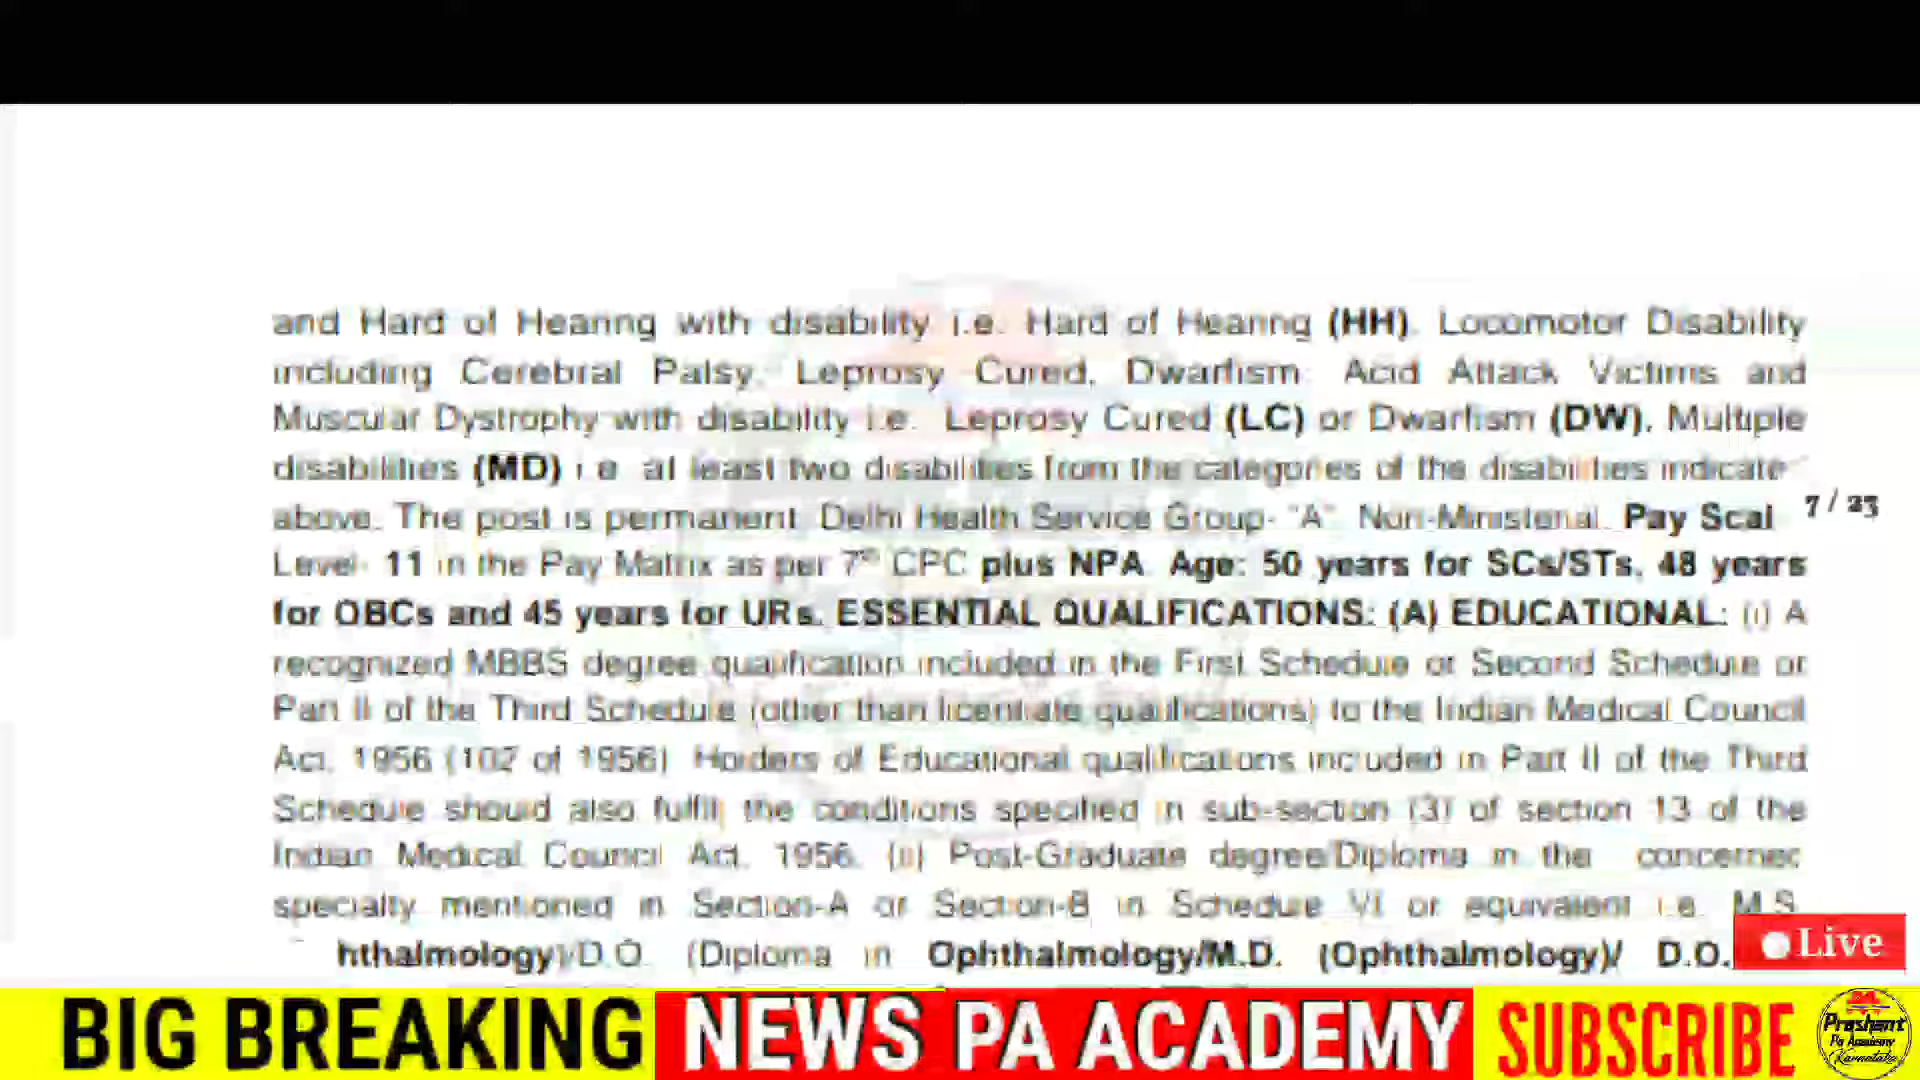 and Hard of Hearing with disability i.e. Hard of Hearing (HH). Locomotor Disability
including Cerebral Palsy, Leprosy Cured, Dwarfism, Acid Attack Victims and
Muscular Dystrophy with disability i.e. Leprosy Cured (LC) or Dwarfism (DW), Multiple
disabilities (MD) i.e. at least two disabilities from the categories of the disabilities indicate
above. The post is permanent. Delhi Health Service Group- "A". Non-Ministerial. Pay Scal
7 / 23
Level- 11 in the Pay Matrix as per 7th CPC plus NPA. Age: 50 years for SCs/STs, 48 years
for OBCs and 45 years for URs. ESSENTIAL QUALIFICATIONS: (A) EDUCATIONAL: (i) A
recognized MBBS degree qualification included in the First Schedule or Second Schedule or
Part II of the Third Schedule (other than licentiate qualifications) to the Indian Medical Council
Act, 1956 (102 of 1956). Holders of Educational qualifications included in Part II of the Third
Schedule should also fulfil the conditions specified in sub-section (3) of section 13 of the
Indian Medical Council Act, 1956. (ii) Post-Graduate degree/Diploma in the concerned
specialty mentioned in Section-A or Section-B in Schedule VI or equivalent i.e. M.S.
hthalmology)/D.O. (Diploma in Ophthalmology/M.D. (Ophthalmology)/ D.O.
Live
BIG BREAKING NEWS PA ACADEMY SUBSCRIBE
Prashant
Pa Academy
Karnataka